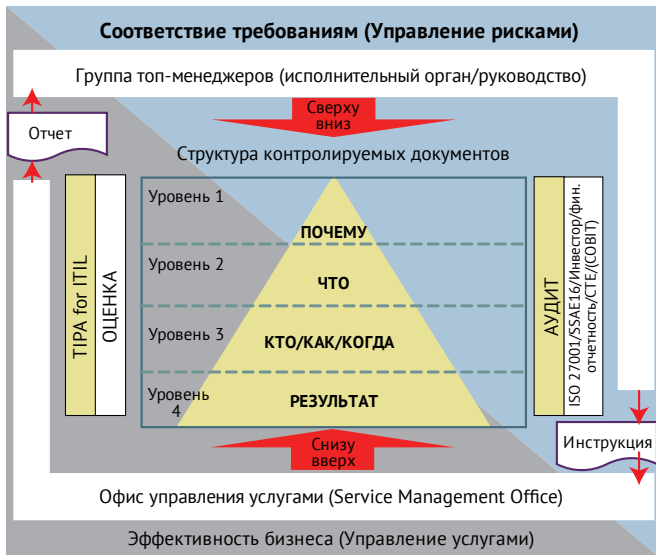 Соответствие требованиям (Управление рисками)
Группа топ-менеджеров (исполнительный орган/руководство)
Отчет
Сверху
вниз
Структура контролируемых документов
TIPA for ITIL
ОЦЕНКА
Уровень 1
ПОЧЕМУ
Уровень 2
ЧТО
Уровень 3
КТО/КАК/КОГДА
Уровень
4
РЕЗУЛЬТАТ
АУДИТ
ISO 27001/SSAE16/Инвестор/фин.
отчетность/СТЕ/(COBIT)
Снизу
вверх
Инструкция
Офис управления услугами (Service Management Office)
Эффективность бизнеса (Управление услугами)